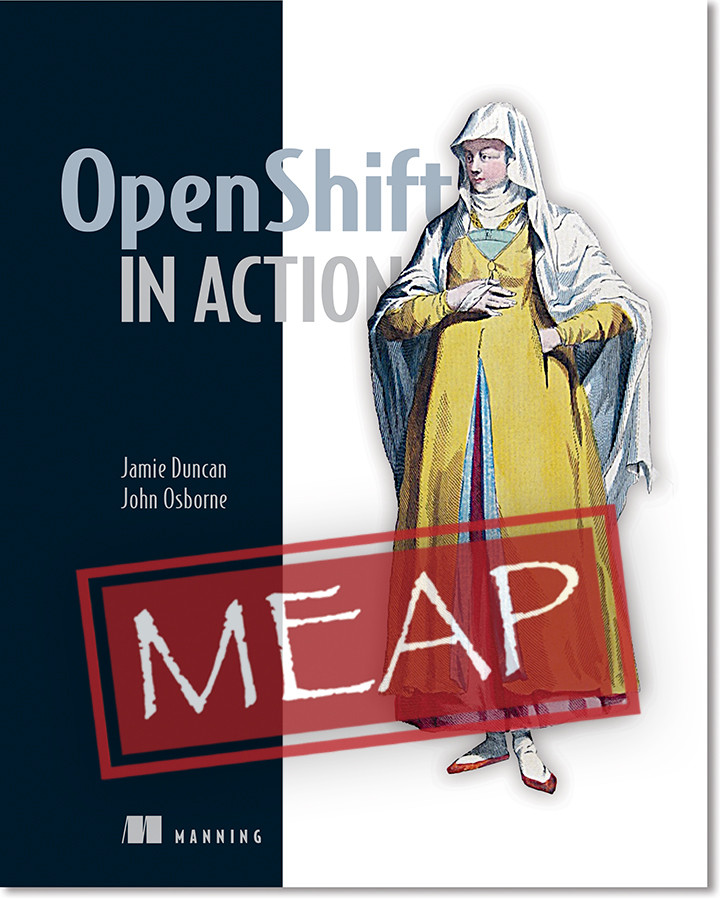 OpenShift
IN ACTION
Jamie Duncan
John Osborne
MEAP
MANNING